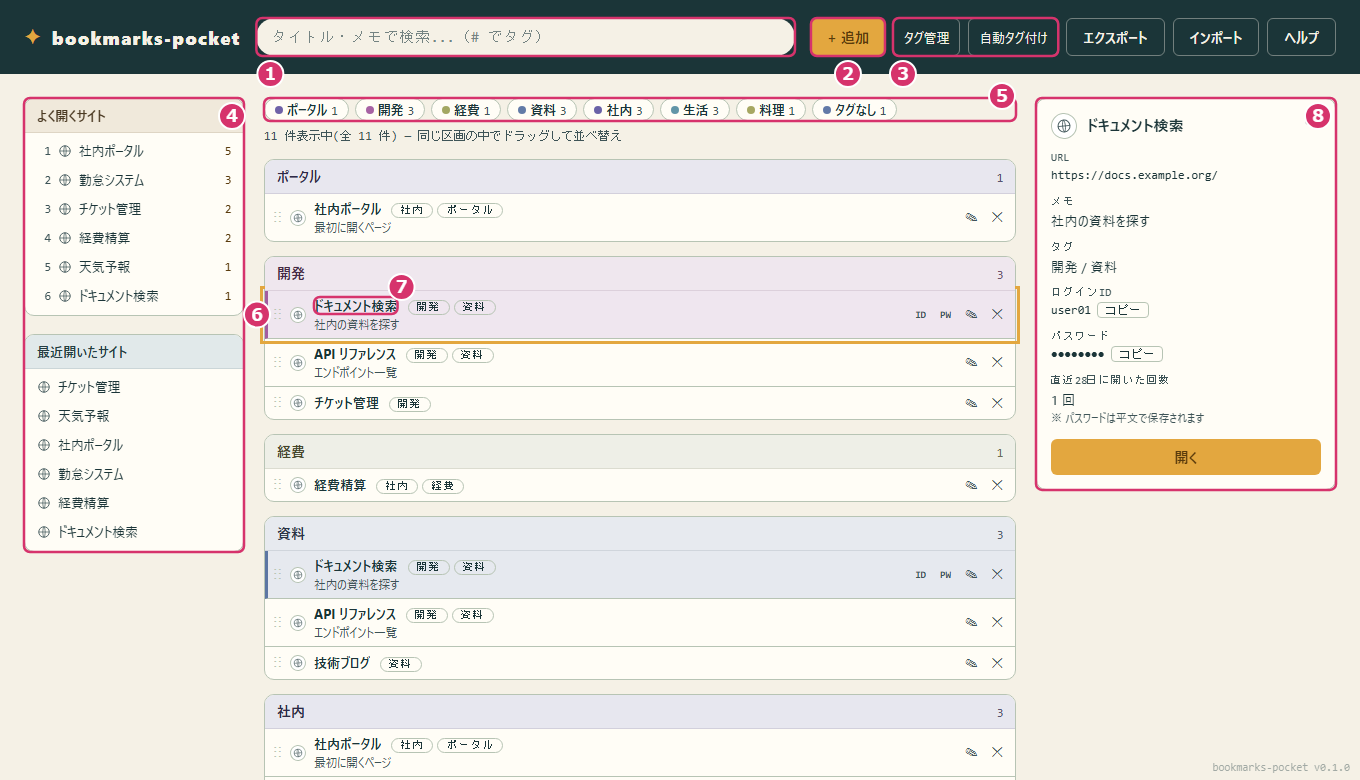 ✦ bookmarks-pocket
タイトル・メモで検索...（# でタグ）
+ 追加
タグ管理
自動タグ付け
エクスポート
インポート
ヘルプ
1
2
3
4
よく開くサイト
1 社内ポータル 5
2 勤怠システム 3
3 チケット管理 2
4 経費精算 2
5 天気予報 1
6 ドキュメント検索 1
最近開いたサイト
チケット管理
天気予報
社内ポータル
勤怠システム
経費精算
ドキュメント検索
5
ポータル 1 開発 3 経費 1 資料 3 社内 3 生活 3 料理 1 タグなし 1
11 件表示中(全 11 件) — 同じ区画の中でドラッグして並べ替え
ポータル 1
社内ポータル 社内 ポータル
最初に開くページ
開発 3
7
6
ドキュメント検索 開発 資料 ID PW
社内の資料を探す
API リファレンス 開発 資料
エンドポイント一覧
チケット管理 開発
経費 1
経費精算 社内 経費
資料 3
ドキュメント検索 開発 資料 ID PW
社内の資料を探す
API リファレンス 開発 資料
エンドポイント一覧
技術ブログ 資料
社内 3
社内ポータル 社内 ポータル
最初に開くページ
8
ドキュメント検索
URL
https://docs.example.org/
メモ
社内の資料を探す
タグ
開発 / 資料
ログインID
user01 コピー
パスワード
●●●●●●●● コピー
直近28日に開いた回数
1 回
※ パスワードは平文で保存されます
開く
bookmarks-pocket v0.1.0